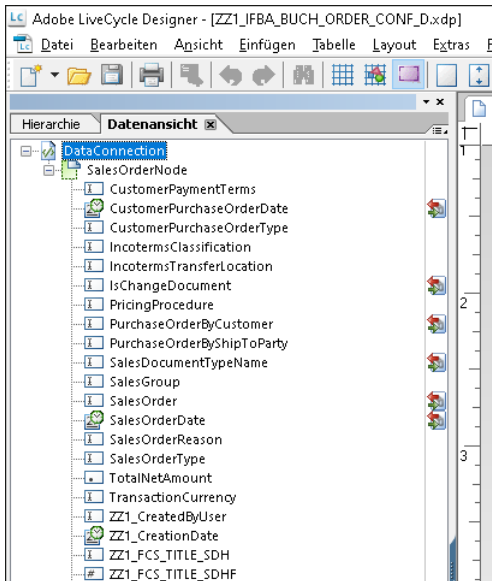 Lc Adobe LiveCycle Designer - [ZZ1_IFBA_BUCH_ORDER_CONF_D.xdp]
Datei Bearbeiten Ansicht Einfügen Tabelle Layout Extras F
Hierarchie Datenansicht
DataConnection
SalesOrderNode
CustomerPaymentTerms
CustomerPurchaseOrderDate
CustomerPurchaseOrderType
IncotermsClassification
IncotermsTransferLocation
IsChangeDocument
PricingProcedure
PurchaseOrderByCustomer
PurchaseOrderByShipToParty
SalesDocumentTypeName
SalesGroup
SalesOrder
SalesOrderDate
SalesOrderReason
SalesOrderType
TotalNetAmount
TransactionCurrency
ZZ1_CreatedByUser
ZZ1_CreationDate
ZZ1_FCS_TITLE_SDH
ZZ1_FCS_TITLE_SDHF
1
2
3